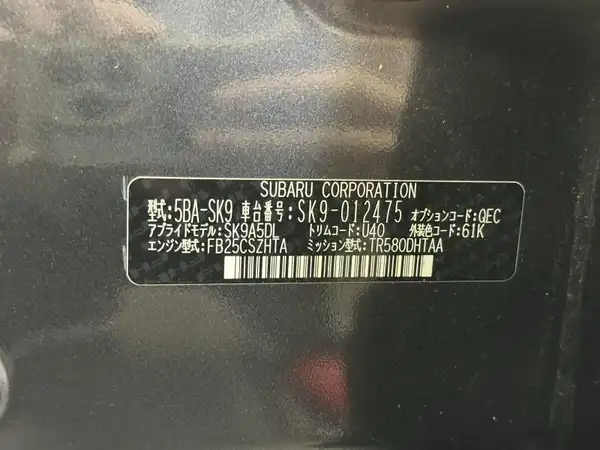 SUBARU CORPORATION
型式:5BA-SK9 車台番号:SK9-012475 オプションコード:QEC
アプライドモデル:SK9A5DL トリムコード:U40 外装色コード:61K
エンジン型式:FB25CSZHTA ミッション型式:TR580DHTAA